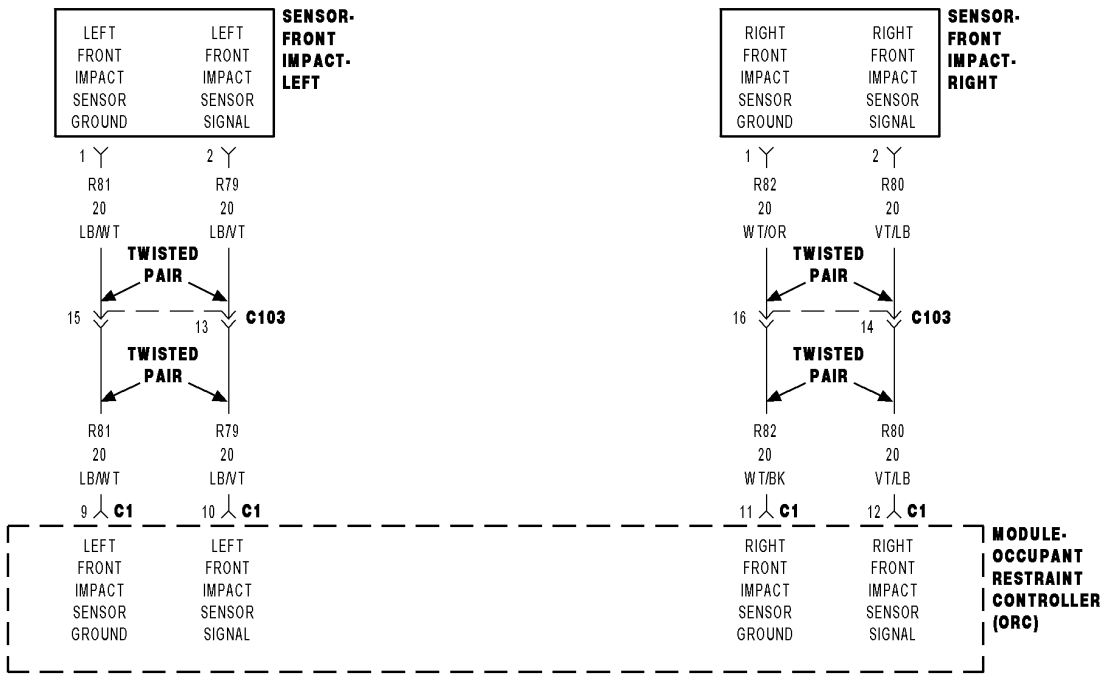 LEFT
FRONT
IMPACT
SENSOR
GROUND
LEFT
FRONT
IMPACT
SENSOR
SIGNAL
SENSOR-
FRONT
IMPACT-
LEFT
RIGHT
FRONT
IMPACT
SENSOR
GROUND
RIGHT
FRONT
IMPACT
SENSOR
SIGNAL
SENSOR-
FRONT
IMPACT-
RIGHT
1
2
1
2
R81
R79
R82
R80
20
20
20
20
LB/WT
LB/VT
WT/OR
VT/LB
TWISTED
PAIR
TWISTED
PAIR
15
13
C103
16
14
C103
TWISTED
PAIR
TWISTED
PAIR
R81
R79
R82
R80
20
20
20
20
LB/WT
LB/VT
WT/BK
VT/LB
9
C1
10
C1
11
C1
12
C1
LEFT
FRONT
IMPACT
SENSOR
GROUND
LEFT
FRONT
IMPACT
SENSOR
SIGNAL
RIGHT
FRONT
IMPACT
SENSOR
GROUND
RIGHT
FRONT
IMPACT
SENSOR
SIGNAL
MODULE-
OCCUPANT
RESTRAINT
CONTROLLER
(ORC)